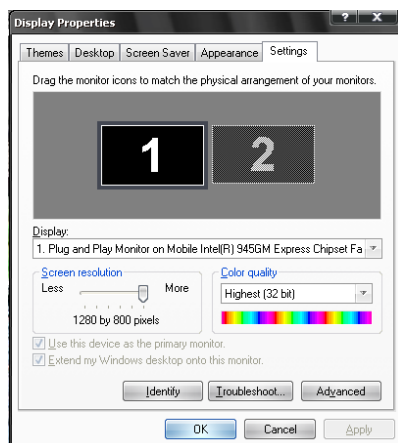 Display Properties
? X
Themes Desktop Screen Saver Appearance Settings
Drag the monitor icons to match the physical arrangement of your monitors.
1 2
Display:
1. Plug and Play Monitor on Mobile Intel(R) 945GM Express Chipset Fa
Screen resolution
Less More
1280 by 800 pixels
Color quality
Highest (32 bit)
Use this device as the primary monitor.
Extend my Windows desktop onto this monitor.
Identify Troubleshoot... Advanced
OK Cancel Apply